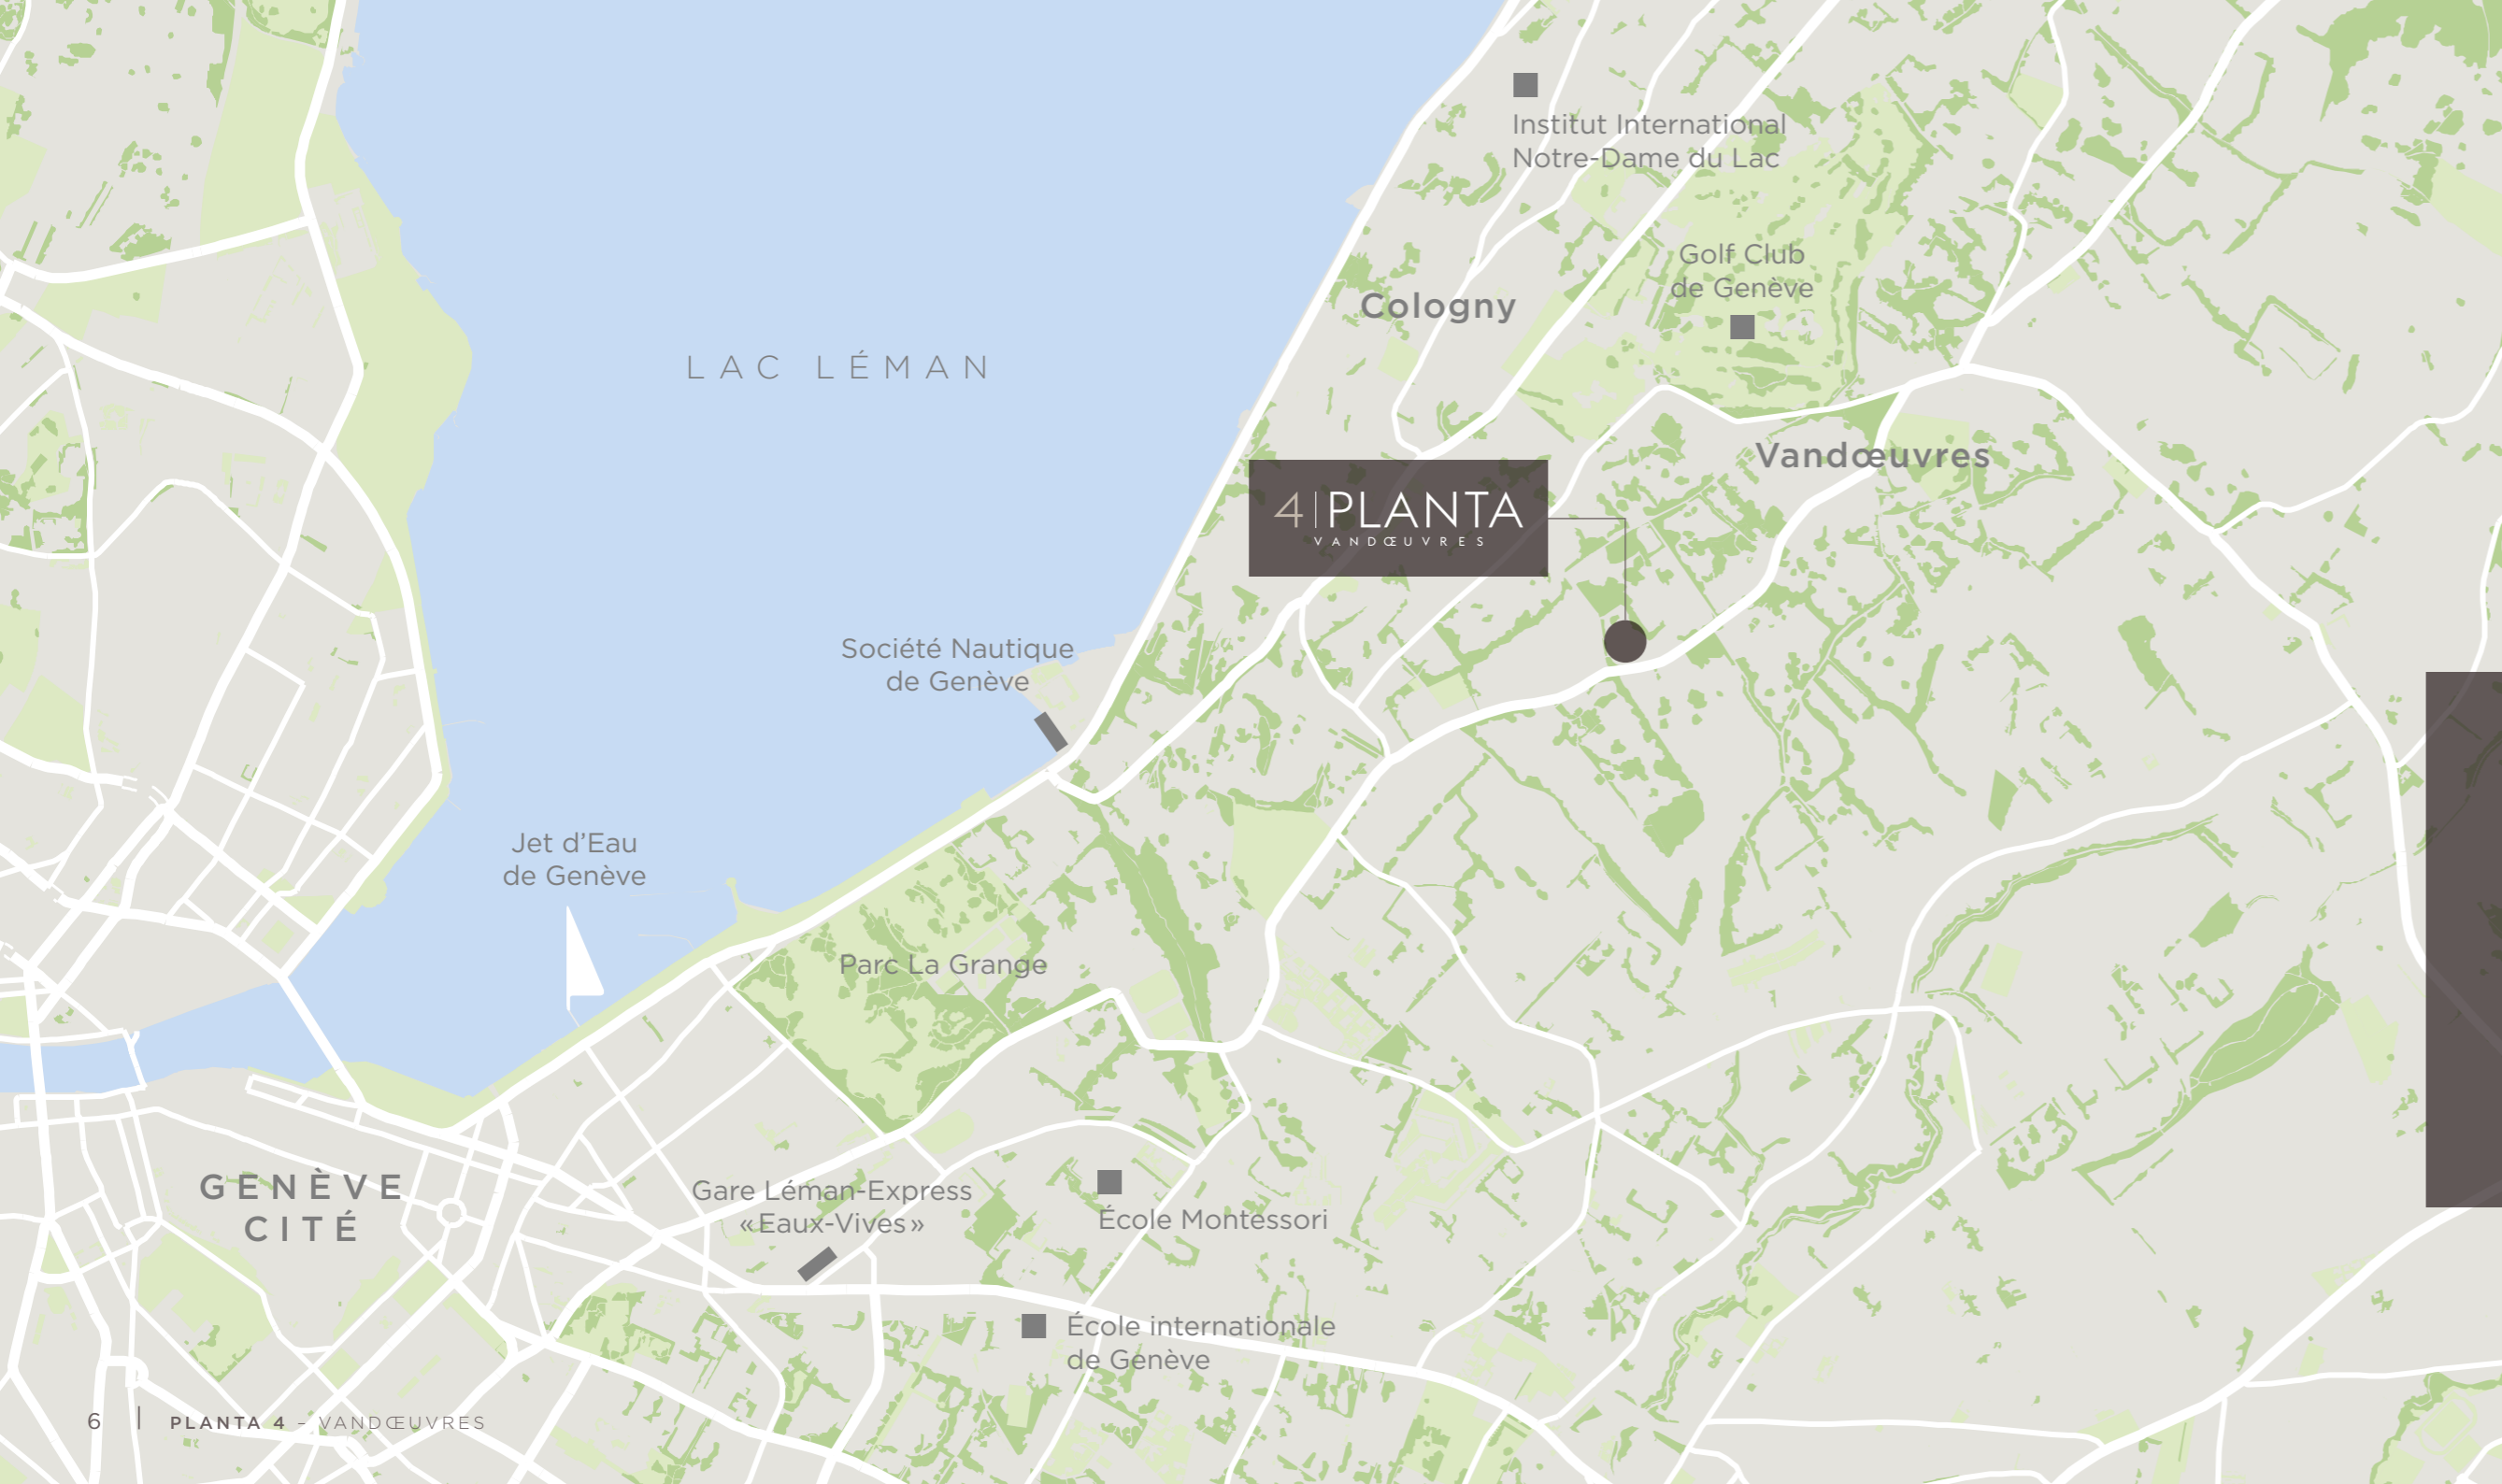 Institut International
Notre-Dame du Lac
Golf Club
de Genève
Cologny
LAC LÉMAN
Vandœuvres
4|PLANTA
VANDŒUVRES
Société Nautique
de Genève
Jet d’Eau
de Genève
Parc La Grange
GENÈVE
CITÉ
Gare Léman-Express
«Eaux-Vives»
École Montessori
École internationale
de Genève
6 | PLANTA 4 – VANDŒUVRES